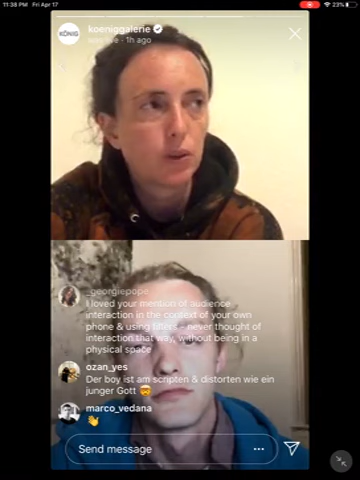 11:38 PM Fri Apr 17
23%
KÖNIG
koeniggalerie
1h ago
_georgiepope_
I loved your mention of audience
interaction in the context of your own
phone & using filters - never thought of
interaction that way, without being in a
physical space
ozan_yes
Der boy ist am scripten & distorten wie ein
junger Gott 🤯
marco_vedana
👏
Send message